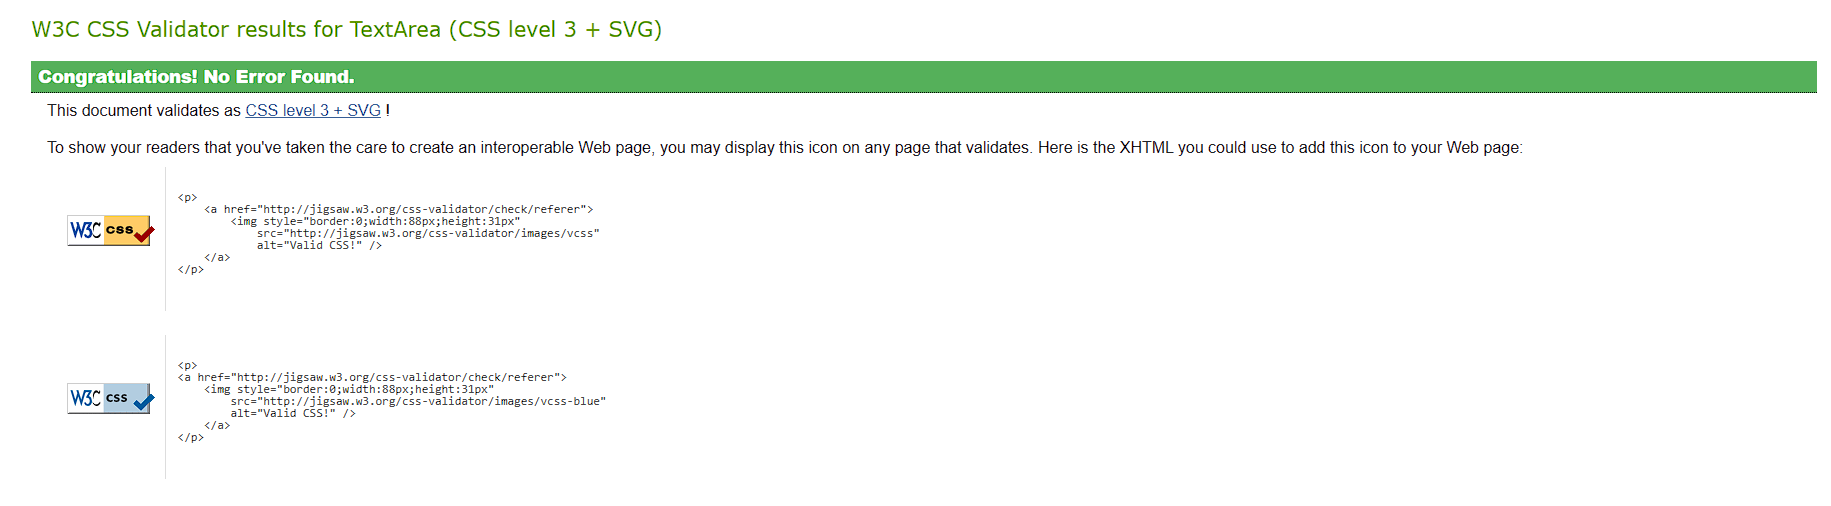 W3C CSS Validator results for TextArea (CSS level 3 + SVG)
Congratulations! No Error Found.
This document validates as CSS level 3 + SVG !
To show your readers that you've taken the care to create an interoperable Web page, you may display this icon on any page that validates. Here is the XHTML you could use to add this icon to your Web page:
W3C css
<p>
    <a href="http://jigsaw.w3.org/css-validator/check/referer">
        <img style="border:0;width:88px;height:31px"
            src="http://jigsaw.w3.org/css-validator/images/vcss"
            alt="Valid CSS!" />
    </a>
</p>
W3C css
<p>
<a href="http://jigsaw.w3.org/css-validator/check/referer">
    <img style="border:0;width:88px;height:31px"
        src="http://jigsaw.w3.org/css-validator/images/vcss-blue"
        alt="Valid CSS!" />
    </a>
</p>